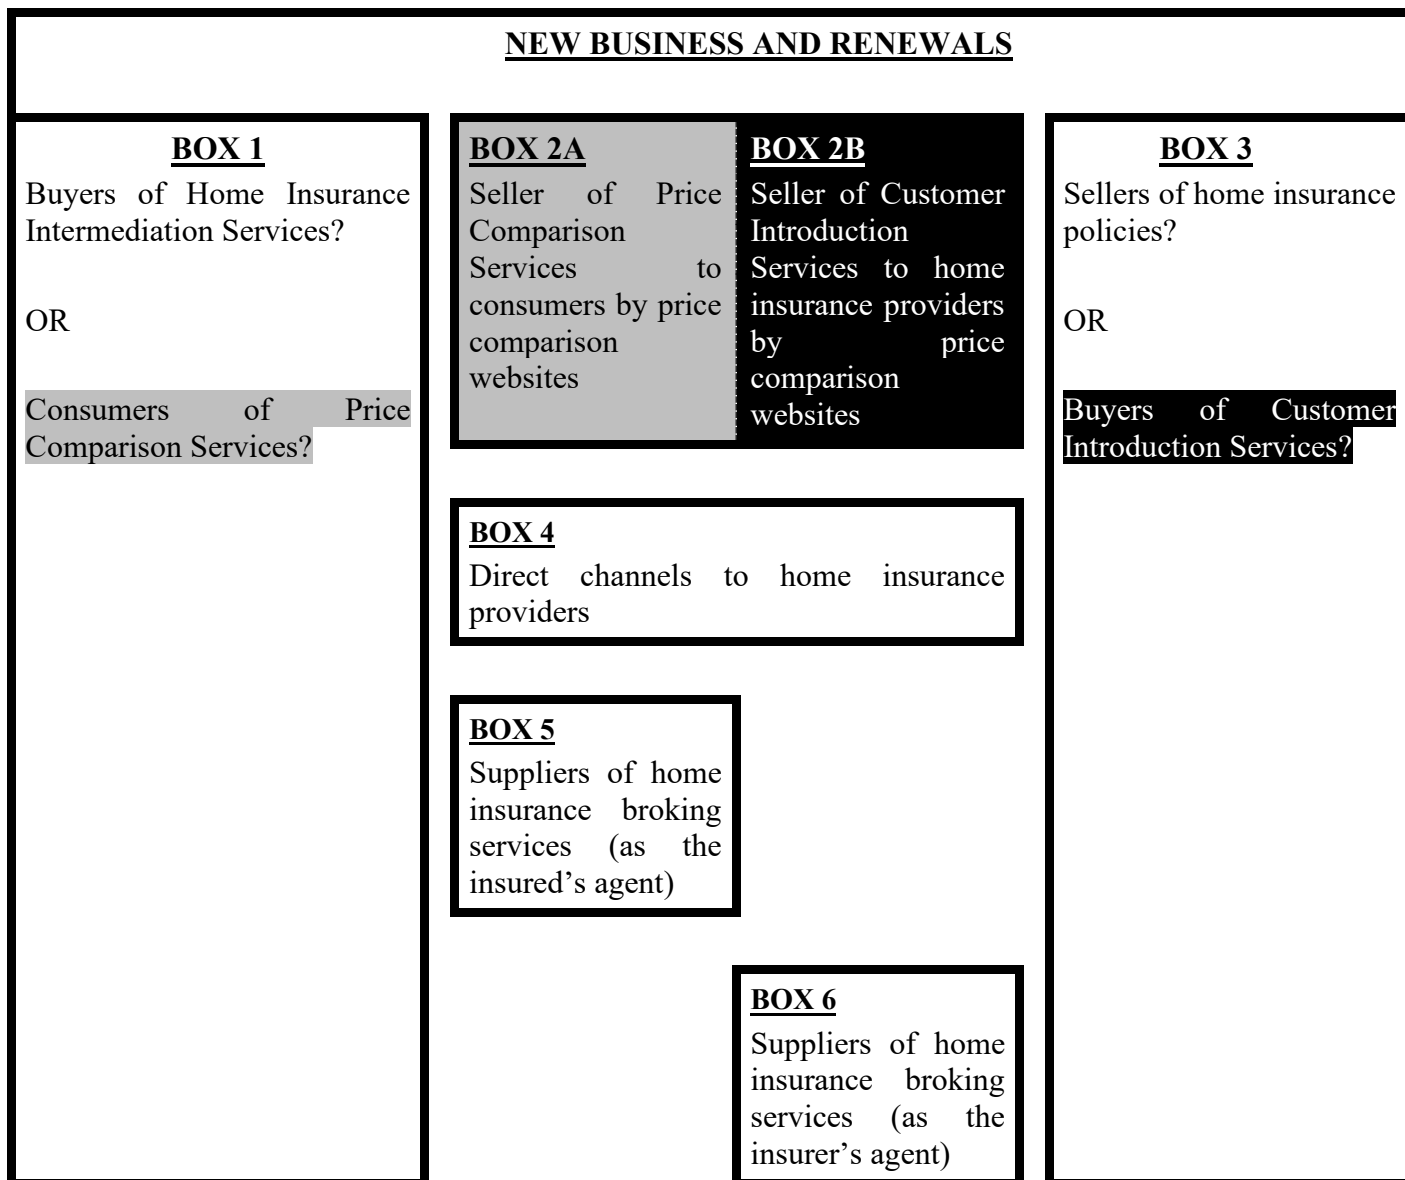 NEW BUSINESS AND RENEWALS
BOX 1
Buyers of Home Insurance
Intermediation Services?
OR
Consumers of Price
Comparison Services?
BOX 2A
Seller of Price
Comparison
Services to
consumers by price
comparison
websites
BOX 2B
Seller of Customer
Introduction
Services to home
insurance providers
by price
comparison
websites
BOX 3
Sellers of home insurance
policies?
OR
Buyers of Customer
Introduction Services?
BOX 4
Direct channels to home insurance
providers
BOX 5
Suppliers of home
insurance broking
services (as the
insured’s agent)
BOX 6
Suppliers of home
insurance broking
services (as the
insurer’s agent)